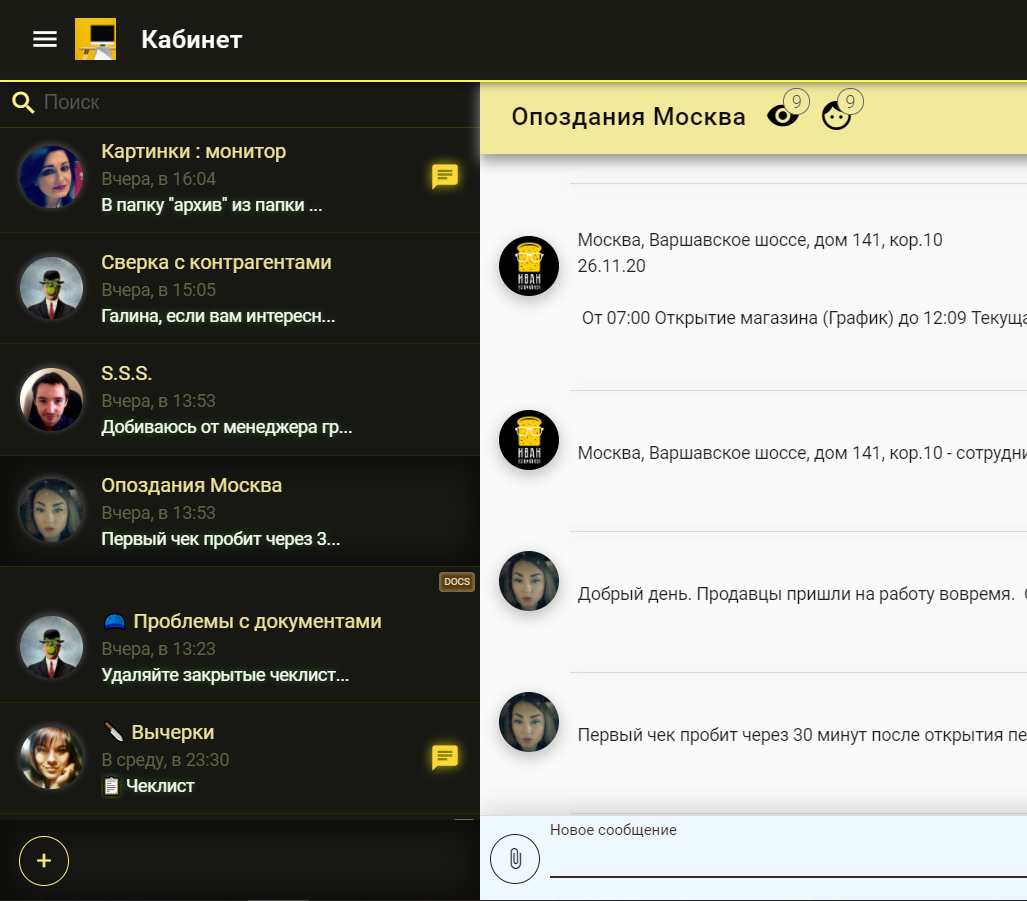 Кабинет
Поиск
Картинки : монитор
Вчера, в 16:04
В папку "архив" из папки ...
Сверка с контрагентами
Вчера, в 15:05
Галина, если вам интересн...
S.S.S.
Вчера, в 13:53
Добиваюсь от менеджера гр...
Опоздания Москва
Вчера, в 13:53
Первый чек пробит через 3...
DOCS
Проблемы с документами
Вчера, в 13:23
Удаляйте закрытые чеклист...
Вычерки
В среду, в 23:30
Чеклист
Опоздания Москва
9
9
ИВАН
Москва, Варшавское шоссе, дом 141, кор.10
26.11.20
От 07:00 Открытие магазина (График) до 12:09 Текуща
ИВАН
Москва, Варшавское шоссе, дом 141, кор.10 - сотрудни
Добрый день. Продавцы пришли на работу вовремя.
Первый чек пробит через 30 минут после открытия пе
Новое сообщение